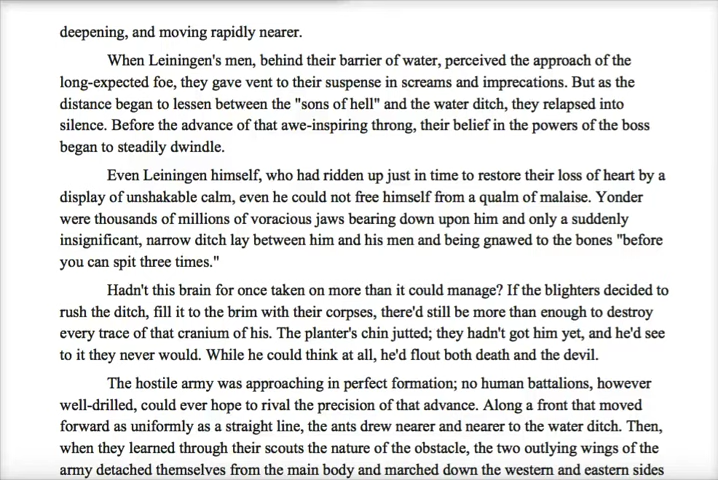 deepening, and moving rapidly nearer.
When Leiningen's men, behind their barrier of water, perceived the approach of the
long-expected foe, they gave vent to their suspense in screams and imprecations. But as the
distance began to lessen between the "sons of hell" and the water ditch, they relapsed into
silence. Before the advance of that awe-inspiring throng, their belief in the powers of the boss
began to steadily dwindle.
Even Leiningen himself, who had ridden up just in time to restore their loss of heart by a
display of unshakable calm, even he could not free himself from a qualm of malaise. Yonder
were thousands of millions of voracious jaws bearing down upon him and only a suddenly
insignificant, narrow ditch lay between him and his men and being gnawed to the bones "before
you can spit three times."
Hadn't this brain for once taken on more than it could manage? If the blighters decided to
rush the ditch, fill it to the brim with their corpses, there'd still be more than enough to destroy
every trace of that cranium of his. The planter's chin jutted; they hadn't got him yet, and he'd see
to it they never would. While he could think at all, he'd flout both death and the devil.
The hostile army was approaching in perfect formation; no human battalions, however
well-drilled, could ever hope to rival the precision of that advance. Along a front that moved
forward as uniformly as a straight line, the ants drew nearer and nearer to the water ditch. Then,
when they learned through their scouts the nature of the obstacle, the two outlying wings of the
army detached themselves from the main body and marched down the western and eastern sides